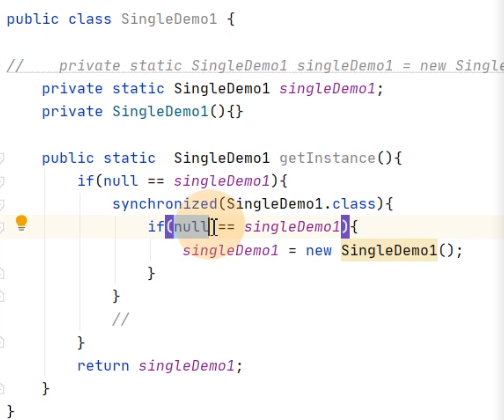 public class SingleDemo1 {
//    private static SingleDemo1 singleDemo1 = new Single
    private static SingleDemo1 singleDemo1;
    private SingleDemo1(){}
    public static  SingleDemo1 getInstance(){
        if(null == singleDemo1){
            synchronized(SingleDemo1.class){
                if(null == singleDemo1){
                    singleDemo1 = new SingleDemo1();
                }
            }
            //
        }
        return singleDemo1;
    }
}